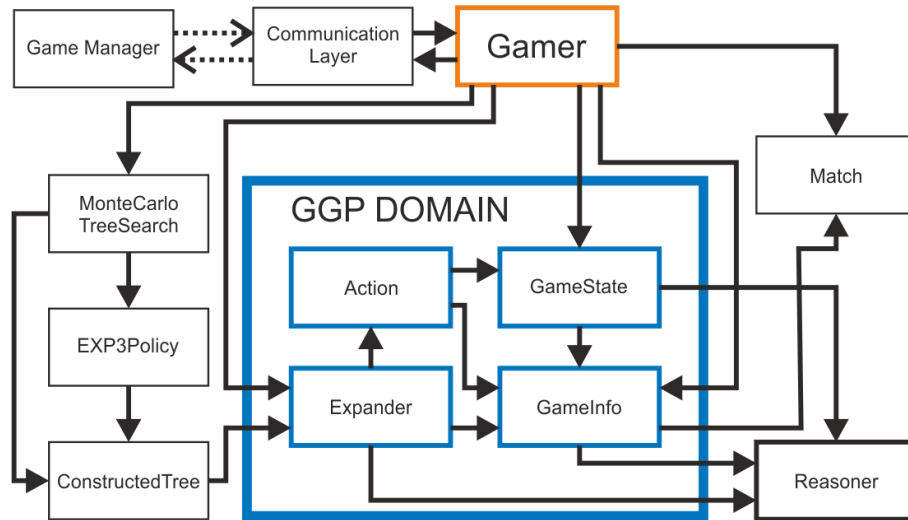 Game Manager
Communication
Layer
Gamer
Match
MonteCarlo
TreeSearch
GGP DOMAIN
Action
GameState
EXP3Policy
Expander
GameInfo
ConstructedTree
Reasoner